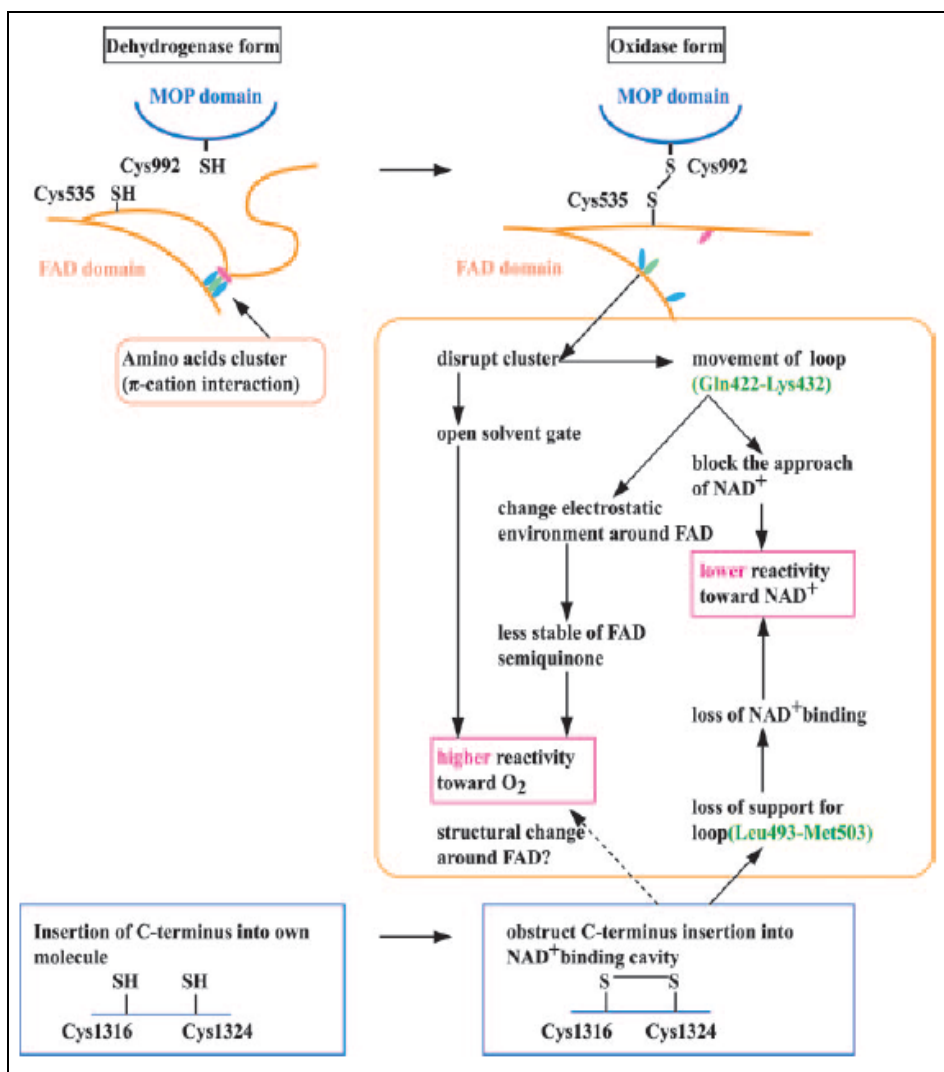 Dehydrogenase form
Oxidase form
MOP domain
MOP domain
Cys992
SH
S
Cys992
Cys535
SH
Cys535
S
FAD domain
FAD domain
Amino acids cluster
(π-cation interaction)
disrupt cluster
movement of loop
(Gln422-Lys432)
open solvent gate
block the approach
of NAD+
change electrostatic
environment around FAD
lower reactivity
toward NAD+
less stable of FAD
semiquinone
loss of NAD+binding
higher reactivity
toward O2
loss of support for
loop(Leu493-Met503)
structural change
around FAD?
Insertion of C-terminus into own
molecule
SH
SH
Cys1316
Cys1324
obstruct C-terminus insertion into
NAD+binding cavity
S
S
Cys1316
Cys1324